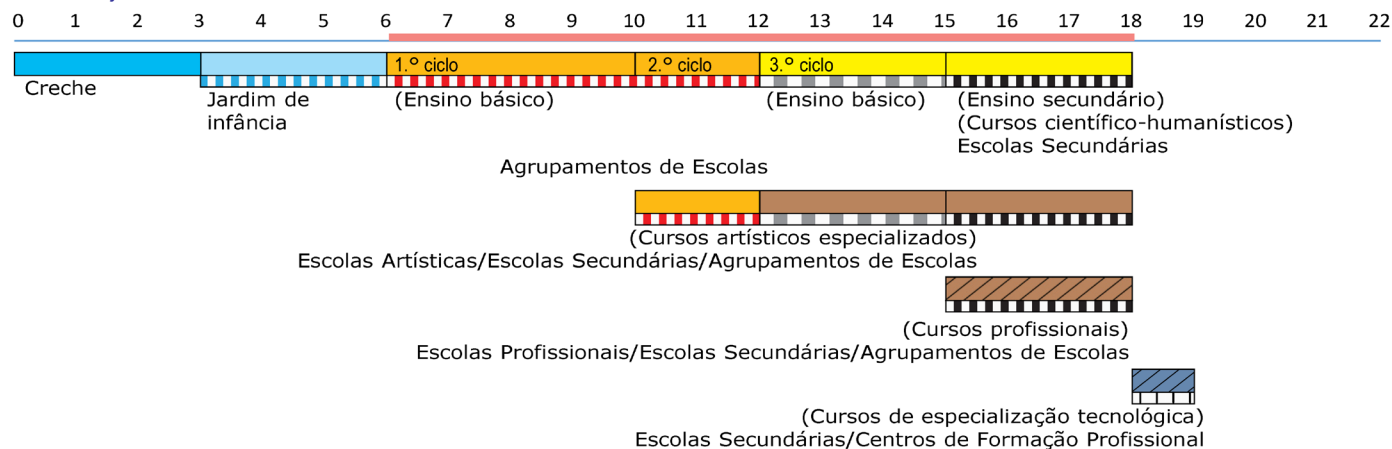 0 1 2 3 4 5 6 7 8 9 10 11 12 13 14 15 16 17 18 19 20 21 22
1.º ciclo 2.º ciclo 3.º ciclo
Creche
Jardim de
infância
(Ensino básico)
(Ensino básico)
(Ensino secundário)
(Cursos científico-humanísticos)
Escolas Secundárias
Agrupamentos de Escolas
(Cursos artísticos especializados)
Escolas Artísticas/Escolas Secundárias/Agrupamentos de Escolas
(Cursos profissionais)
Escolas Profissionais/Escolas Secundárias/Agrupamentos de Escolas
(Cursos de especialização tecnológica)
Escolas Secundárias/Centros de Formação Profissional